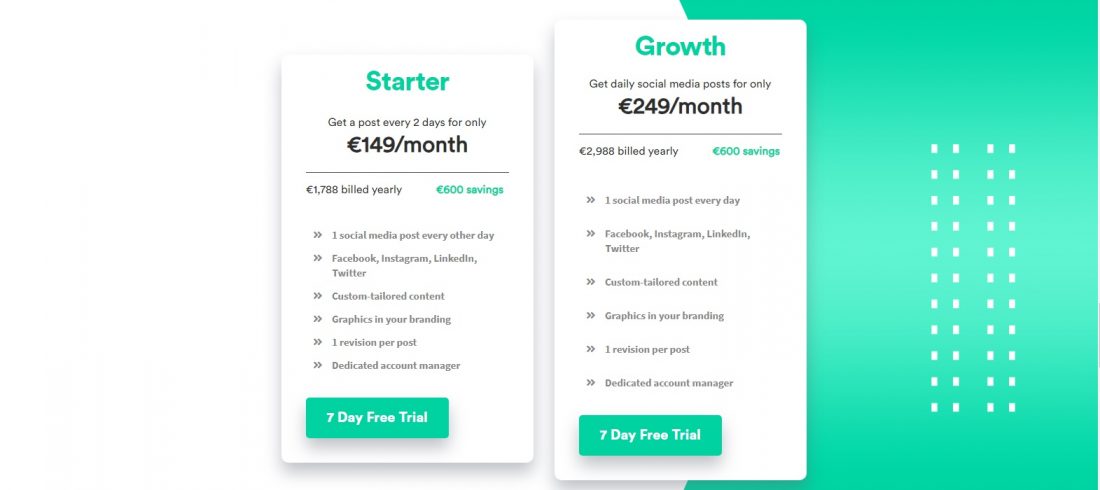 Starter
Get a post every 2 days for only
€149/month
€1,788 billed yearly
€600 savings
1 social media post every other day
Facebook, Instagram, LinkedIn,
Twitter
Custom-tailored content
Graphics in your branding
1 revision per post
Dedicated account manager
7 Day Free Trial
Growth
Get daily social media posts for only
€249/month
€2,988 billed yearly
€600 savings
1 social media post every day
Facebook, Instagram, LinkedIn,
Twitter
Custom-tailored content
Graphics in your branding
1 revision per post
Dedicated account manager
7 Day Free Trial